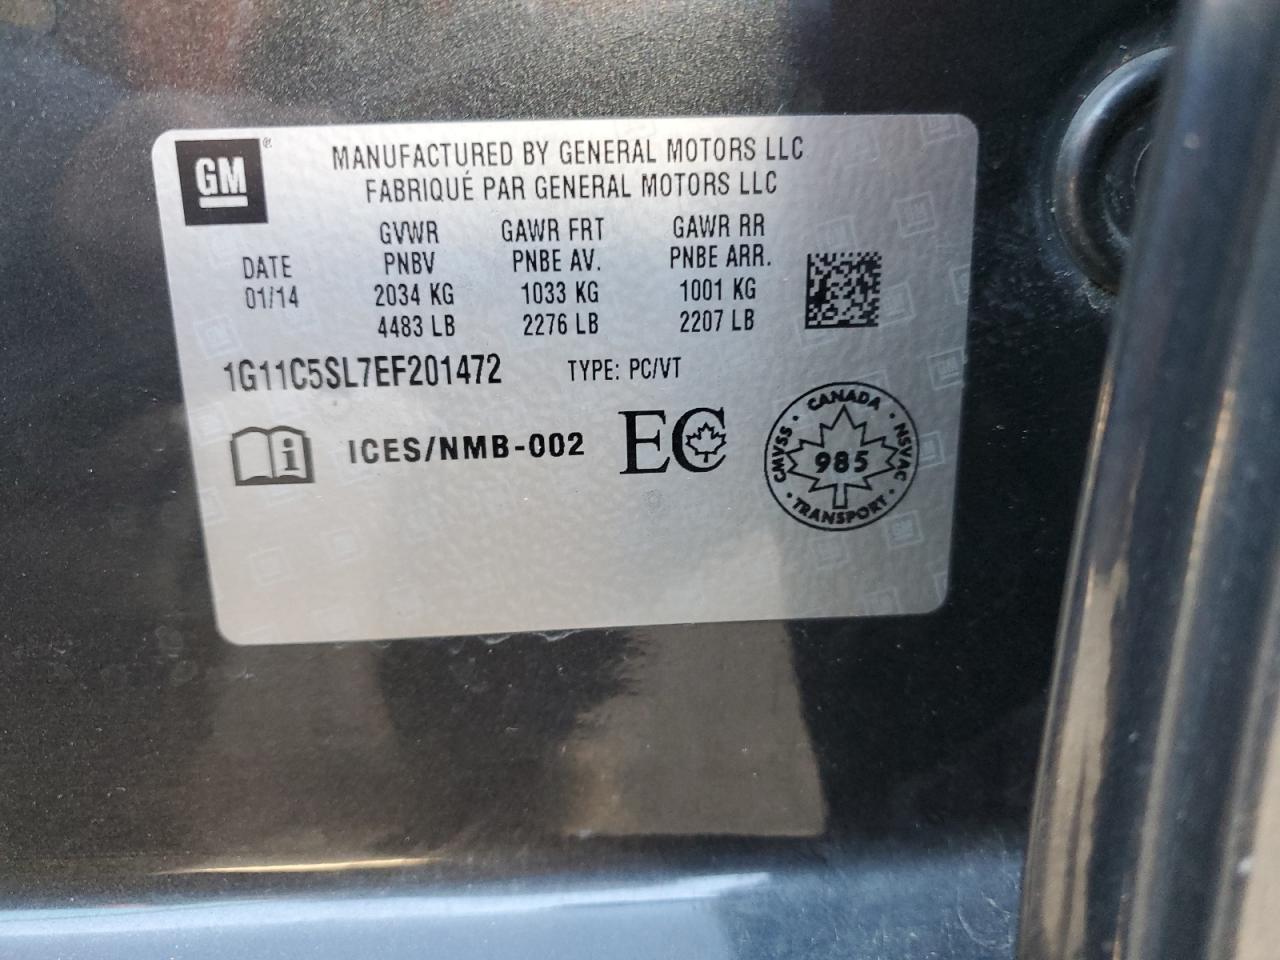 GM ®
MANUFACTURED BY GENERAL MOTORS LLC
FABRIQUÉ PAR GENERAL MOTORS LLC
GVWR GAWR FRT GAWR RR
DATE PNBV PNBE AV. PNBE ARR.
01/14 2034 KG 1033 KG 1001 KG
4483 LB 2276 LB 2207 LB
1G11C5SL7EF201472 TYPE: PC/VT
i ICES/NMB-002 EC
CANADA
CMVSS 985 NSVAC
TRANSPORT